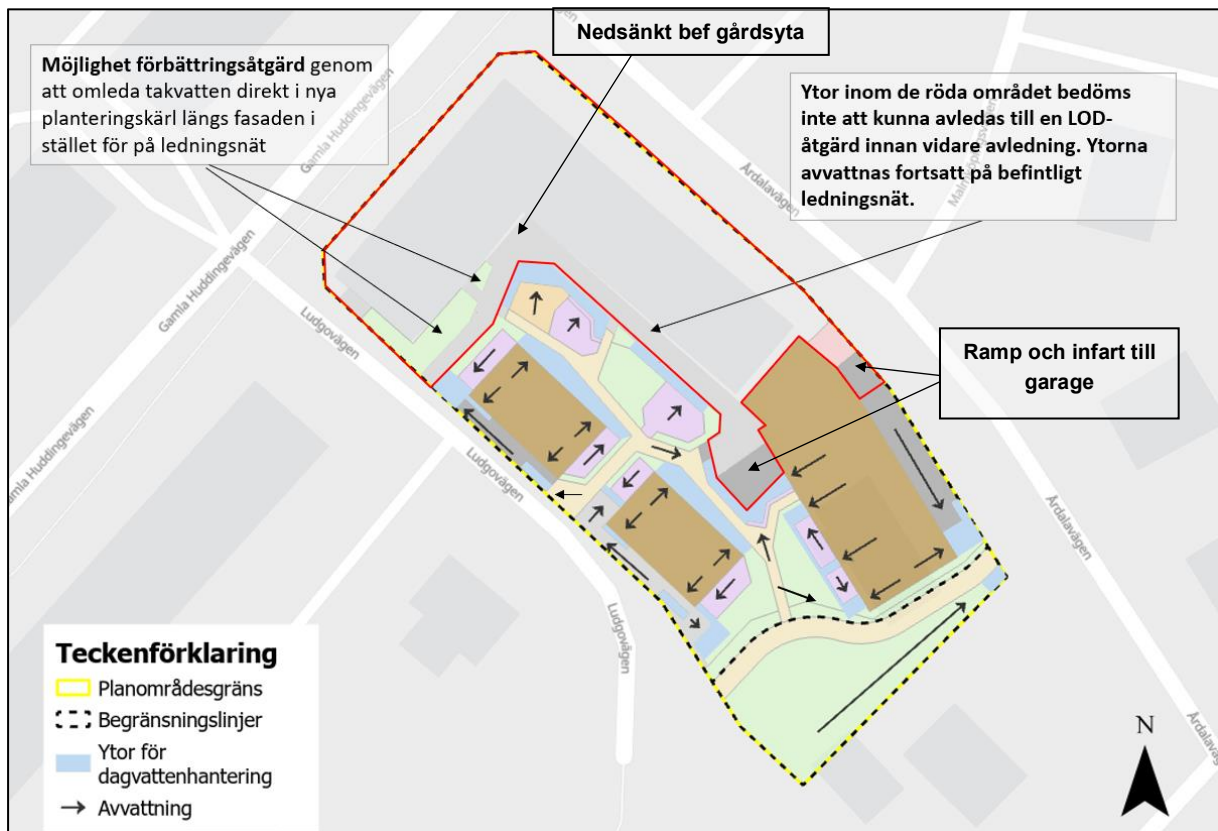 Nedsänkt bef gårdsyta
Möjlighet förbättringsåtgärd genom
att omleda takvatten direkt i nya
planteringskärl längs fasaden i
stället för på ledningsnät
Ytor inom de röda området bedöms
inte att kunna avledas till en LOD-
åtgärd innan vidare avledning. Ytorna
avvattnas fortsatt på befintligt
ledningsnät.
Gamla Huddingevägen
Årdalavägen
Gamla Huddingevägen
Ludgovägen
Ramp och infart till
garage
Ludgovägen
Årdalavägen
Ludgovägen
Teckenförklaring
Planområdesgräns
Begränsningslinjer
Ytor för
dagvattenhantering
Avvattning
N